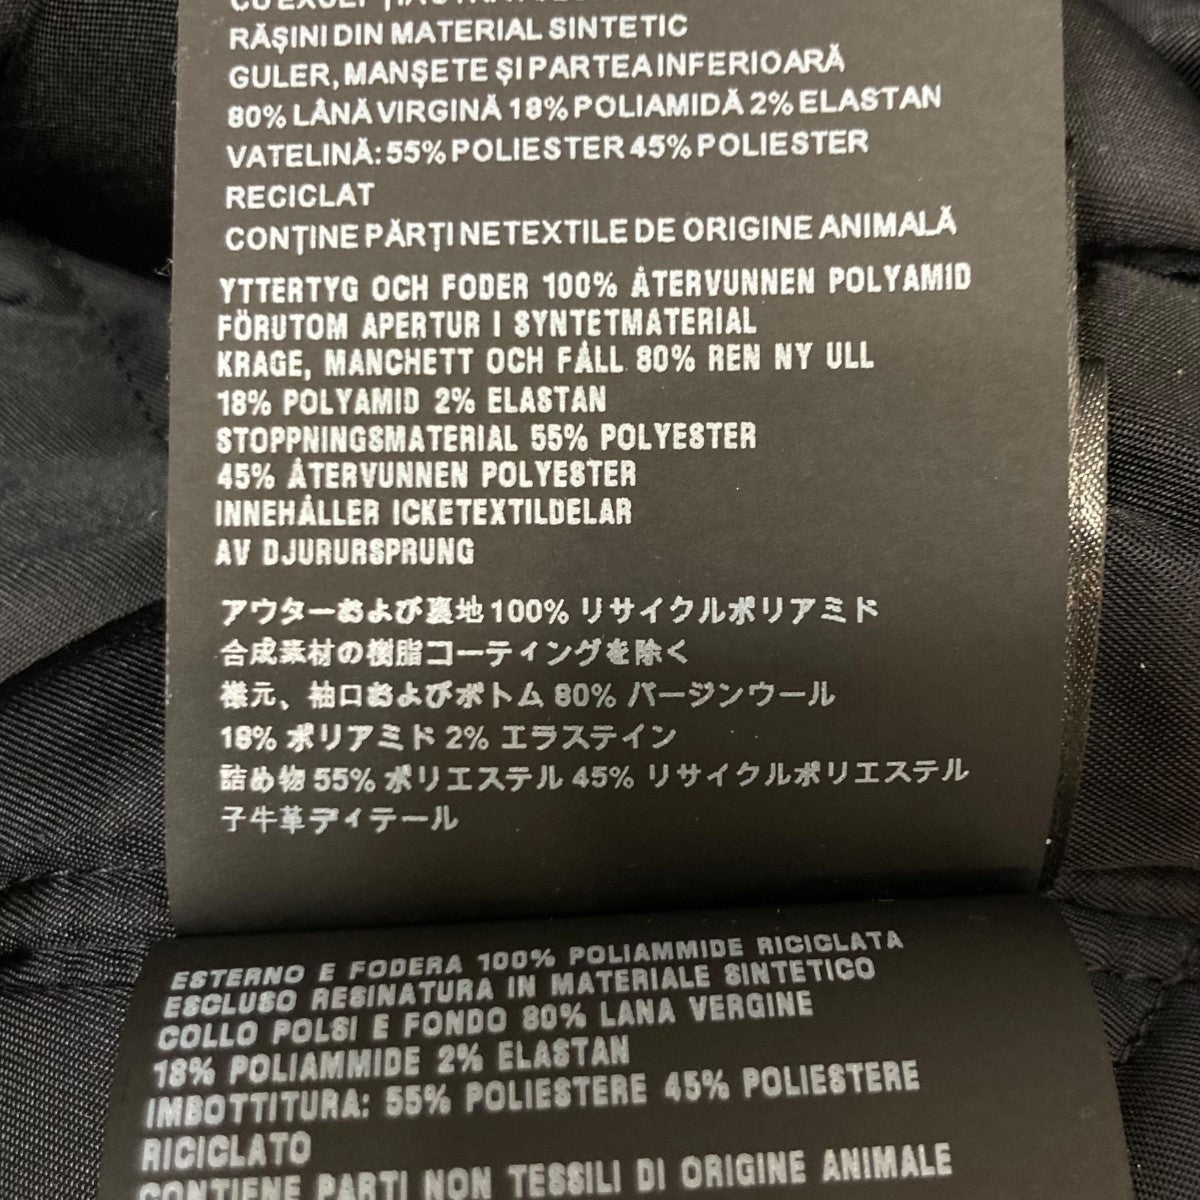 RĂȘINI DIN MATERIAL SINTETIC
GULER, MANȘETE ȘI PARTEA INFERIOARĂ
80% LÂNĂ VIRGINĂ 18% POLIAMIDĂ 2% ELASTAN
VATELINĂ: 55% POLIESTER 45% POLIESTER
RECICLAT
CONȚINE PĂRȚI NETEXTILE DE ORIGINE ANIMALĂ
YTTERTYG OCH FODER 100% ÅTERVUNNEN POLYAMID
FÖRUTOM APERTUR I SYNTETMATERIAL
KRAGE, MANCHETT OCH FÅLL 80% REN NY ULL
18% POLYAMID 2% ELASTAN
STOPPNINGSMATERIAL 55% POLYESTER
45% ÅTERVUNNEN POLYESTER
INNEHÅLLER ICKETEXTILDELAR
AV DJURURSPRUNG
アウターおよび裏地 100% リサイクルポリアミド
合成素材の樹脂コーティングを除く
襟元、袖口およびボトム 80% バージンウール
18% ポリアミド 2% エラステイン
詰め物 55% ポリエステル 45% リサイクルポリエステル
子牛革ディテール
ESTERNO E FODERA 100% POLIAMMIDE RICICLATA
ESCLUSO RESINATURA IN MATERIALE SINTETICO
COLLO POLSI E FONDO 80% LANA VERGINE
18% POLIAMMIDE 2% ELASTAN
IMBOTTITURA: 55% POLIESTERE 45% POLIESTERE
RICICLATO
CONTIENE PARTI NON TESSILI DI ORIGINE ANIMALE